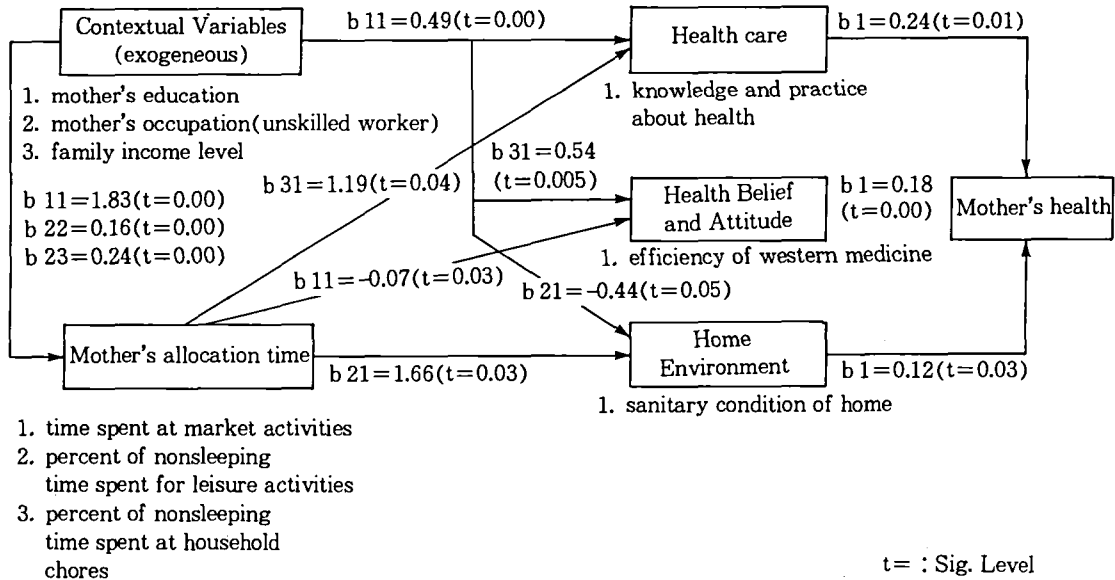 Contextual Variables
(exogeneous)
b 11=0.49(t=0.00)
Health care
b 1=0.24(t=0.01)
1. mother's education
2. mother's occupation(unskilled worker)
3. family income level
1. knowledge and practice
about health
b 11=1.83(t=0.00)
b 22=0.16(t=0.00)
b 23=0.24(t=0.00)
b 31=1.19(t=0.04)
b 31=0.54
(t=0.005)
Health Belief
and Attitude
b 1=0.18
(t=0.00)
Mother's health
1. efficiency of western medicine
b 11=-0.07(t=0.03)
b 21=-0.44(t=0.05)
Mother's allocation time
b 21=1.66(t=0.03)
Home
Environment
b 1=0.12(t=0.03)
1. sanitary condition of home
1. time spent at market activities
2. percent of nonsleeping
time spent for leisure activities
3. percent of nonsleeping
time spent at household
chores
t= : Sig. Level